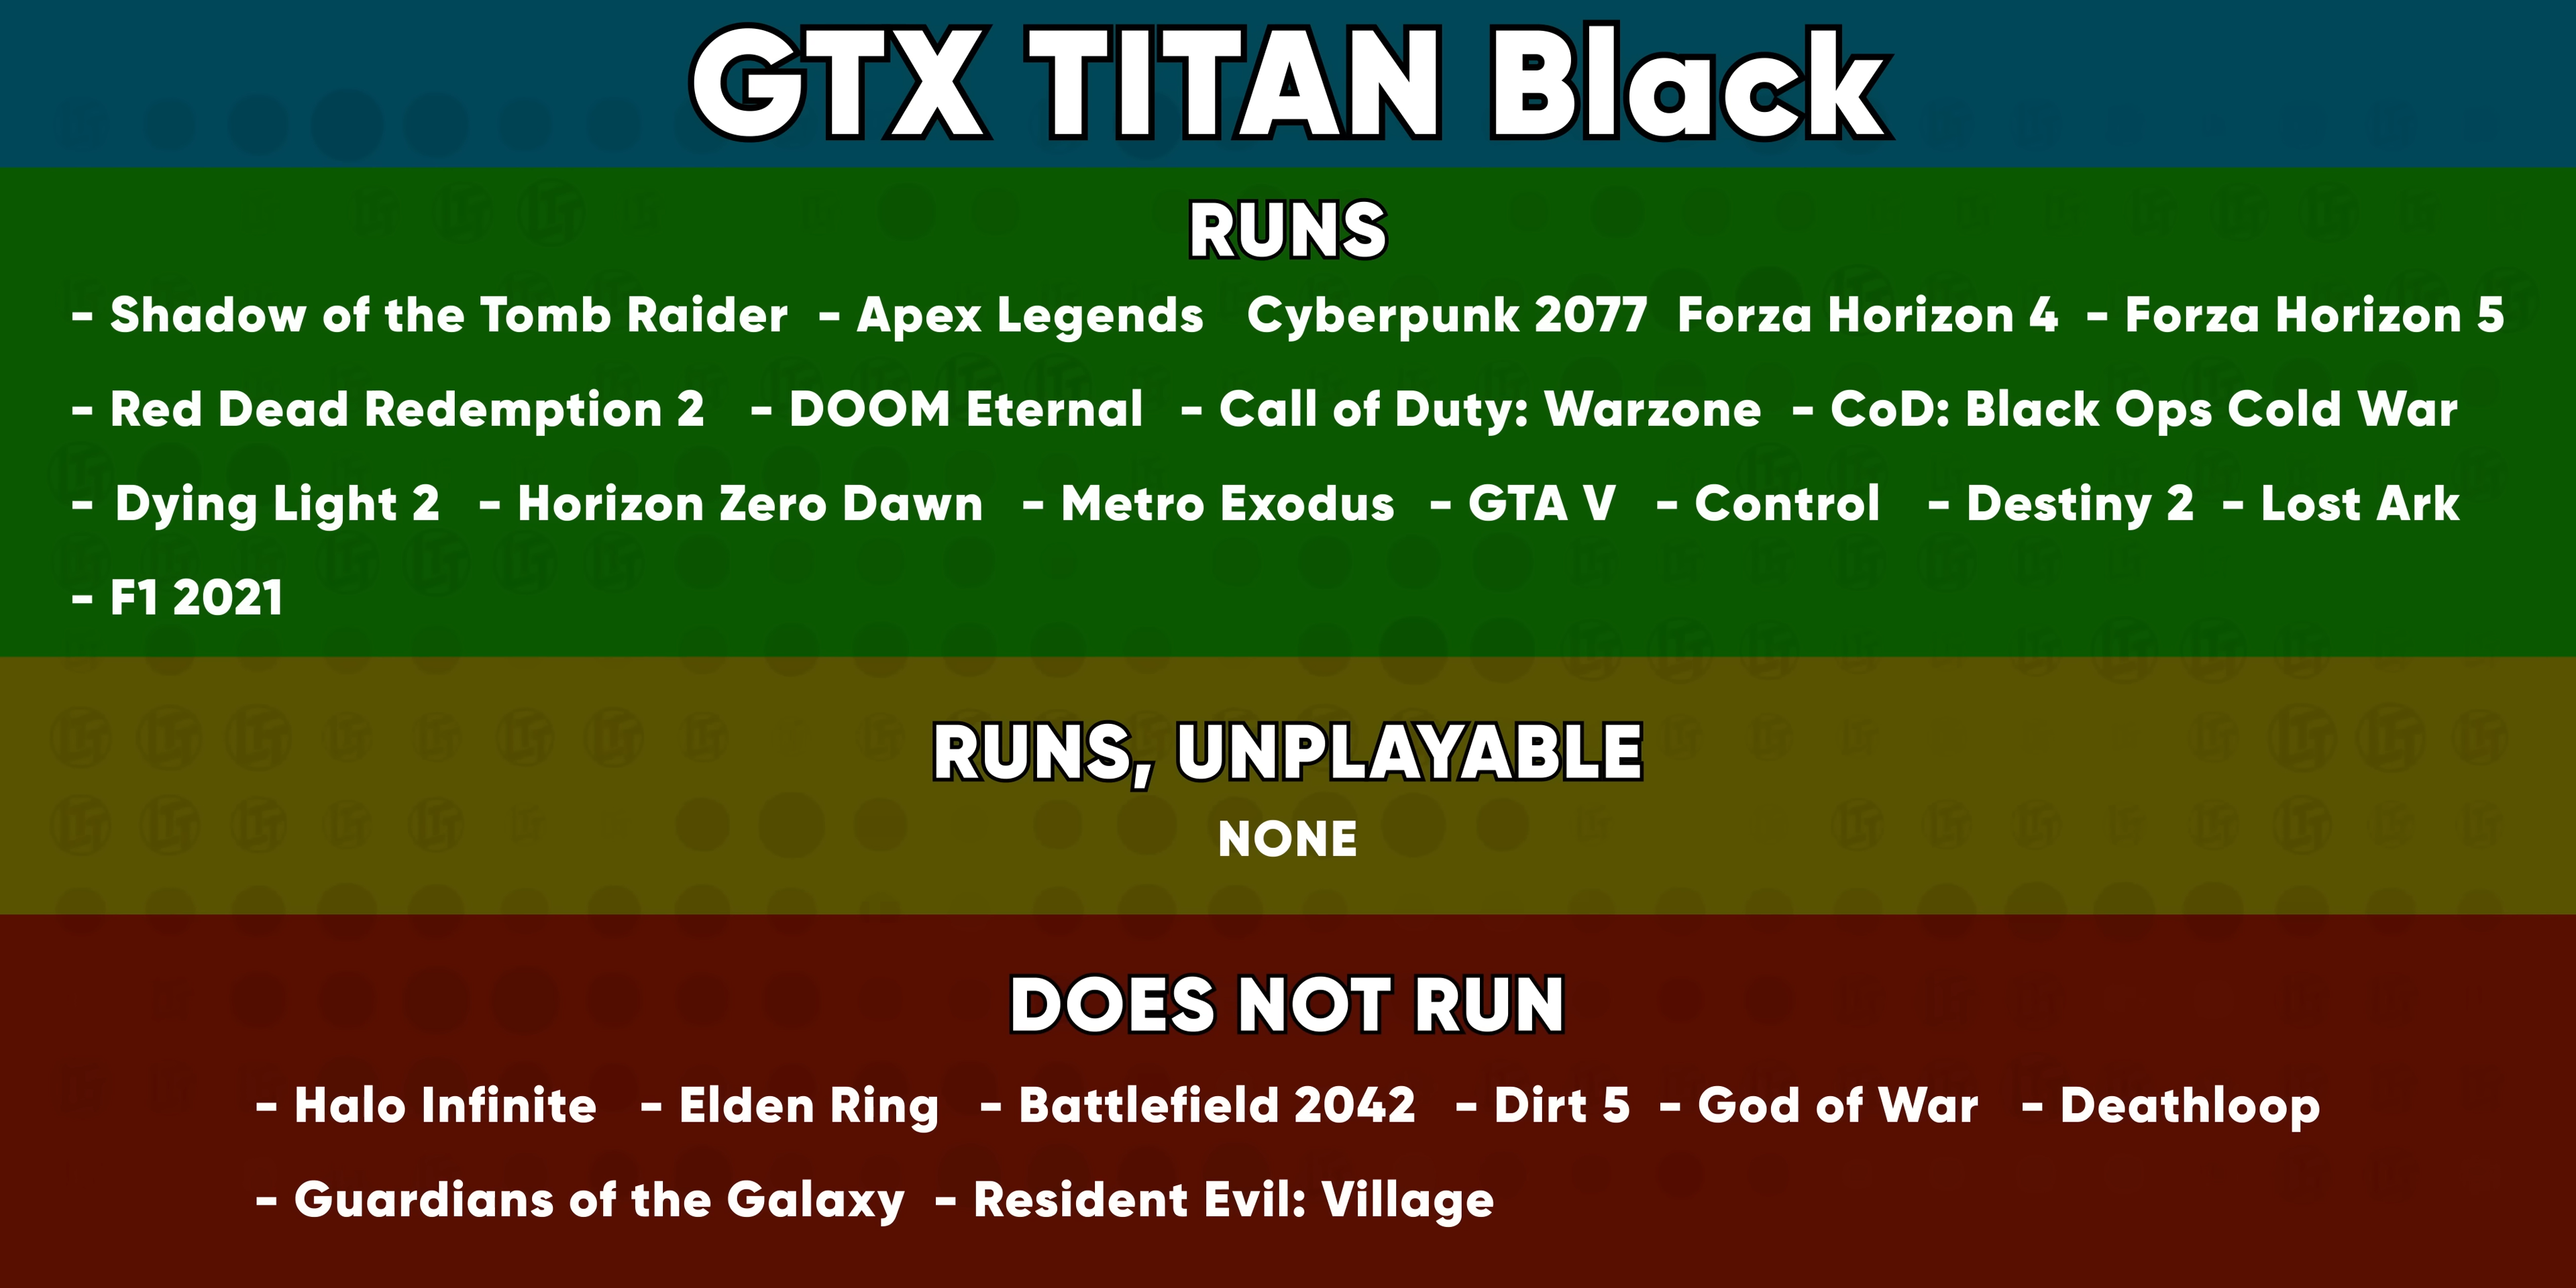 GTX TITAN Black
RUNS
- Shadow of the Tomb Raider - Apex Legends Cyberpunk 2077 Forza Horizon 4 - Forza Horizon 5
- Red Dead Redemption 2 - DOOM Eternal - Call of Duty: Warzone - CoD: Black Ops Cold War
- Dying Light 2 - Horizon Zero Dawn - Metro Exodus - GTA V - Control - Destiny 2 - Lost Ark
- F1 2021
RUNS, UNPLAYABLE
NONE
DOES NOT RUN
- Halo Infinite - Elden Ring - Battlefield 2042 - Dirt 5 - God of War - Deathloop
- Guardians of the Galaxy - Resident Evil: Village